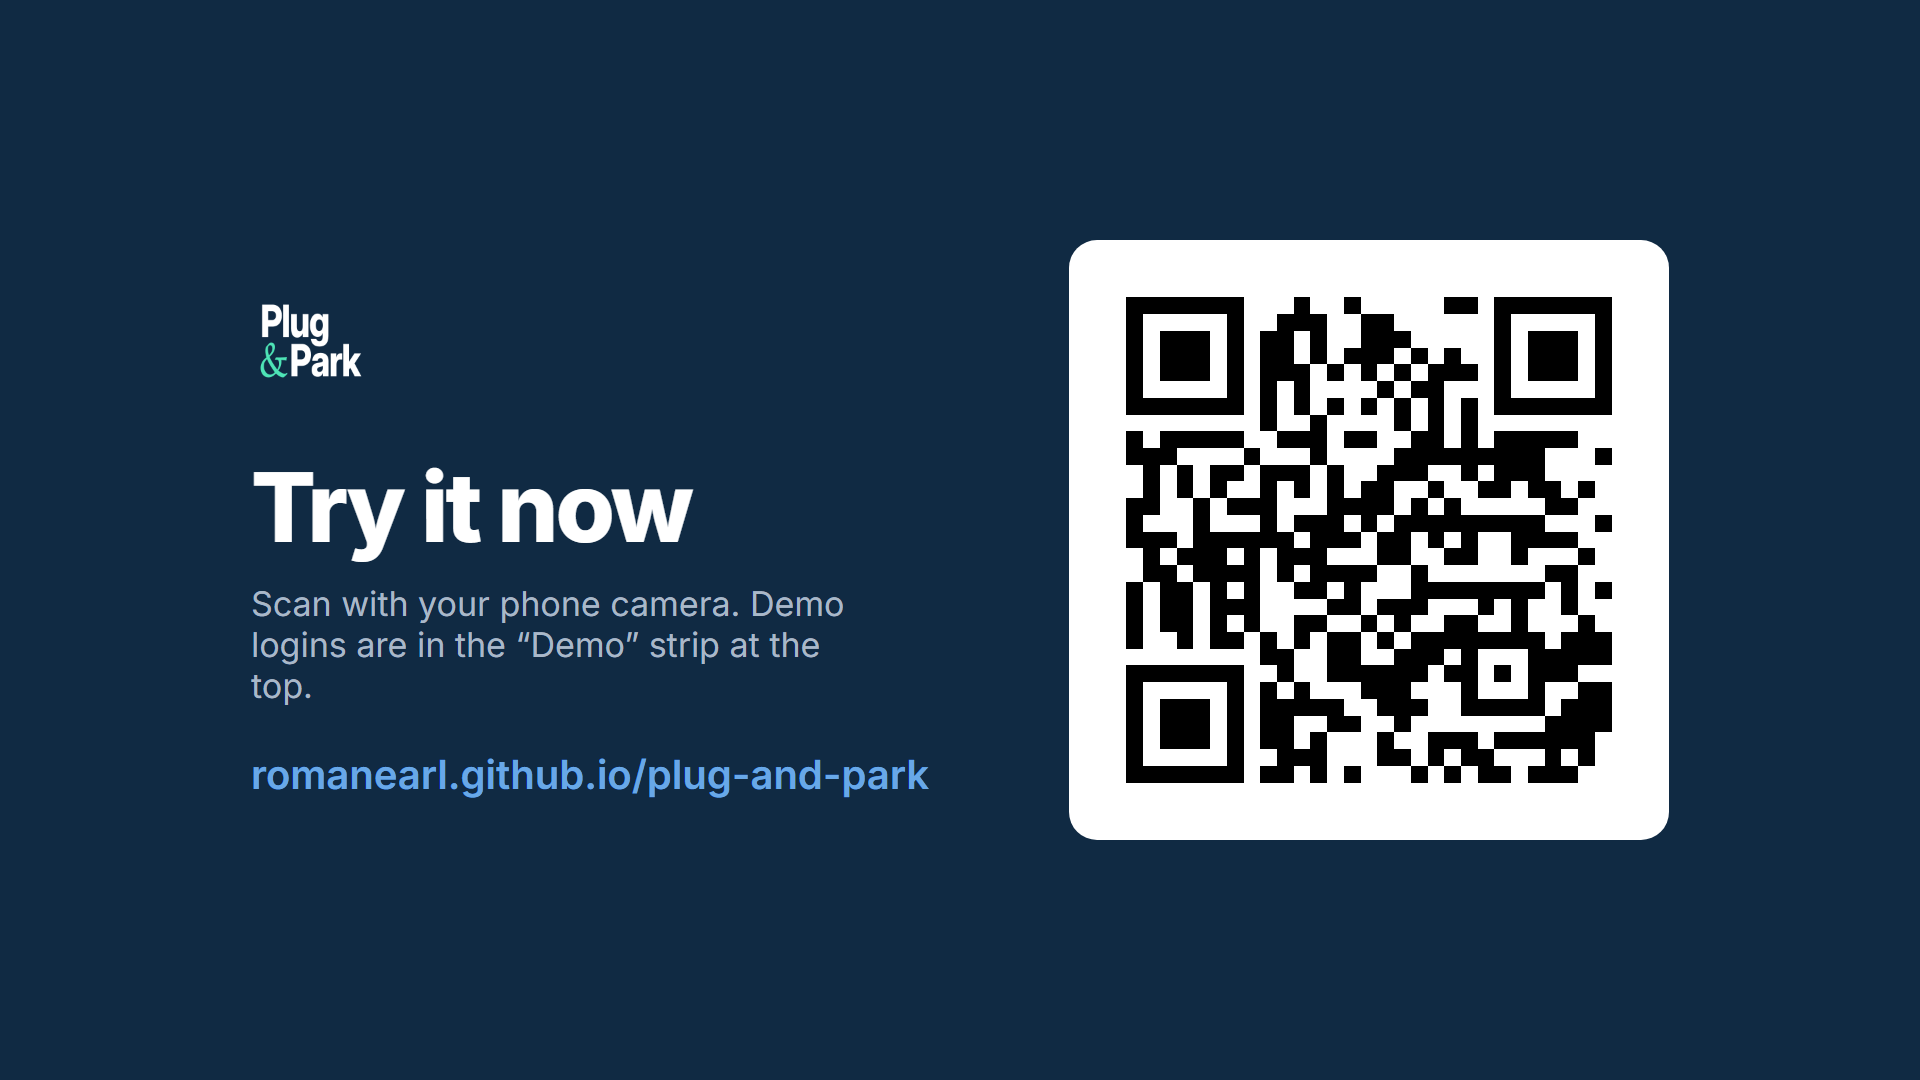 Plug
&Park
Try it now
Scan with your phone camera. Demo
logins are in the “Demo” strip at the
top.
romanearl.github.io/plug-and-park